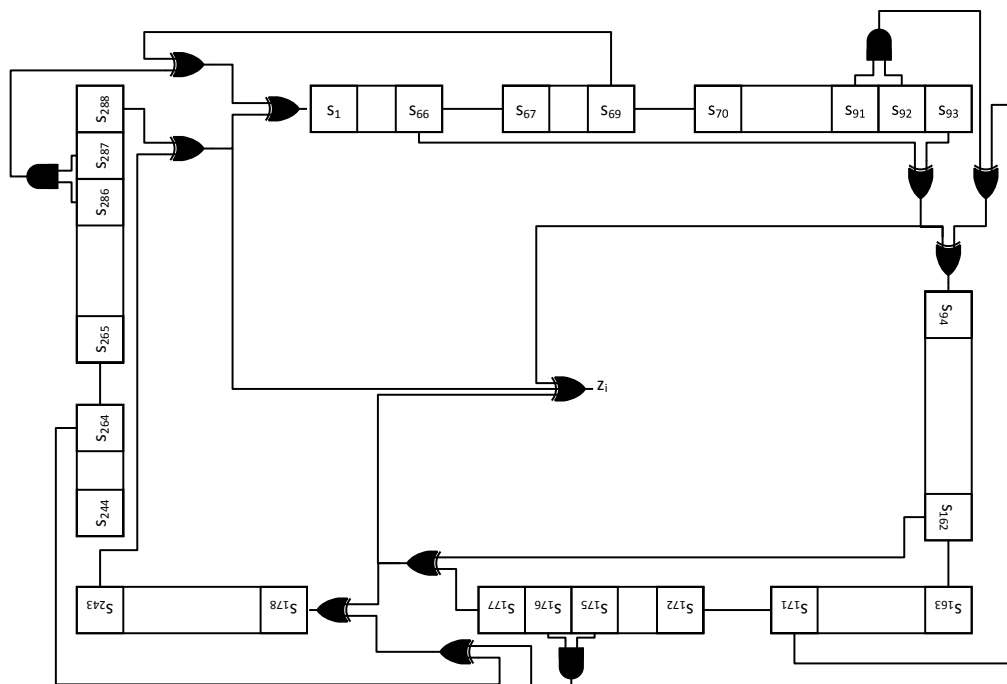 S₁ S₆₆ S₆₇ S₆₉ S₇₀ S₉₁ S₉₂ S₉₃
S₂₈₈
S₂₈₇
S₂₈₆
S₂₆₅
S₂₆₄
S₂₄₄
S₉₄
S₁₆₂
zᵢ
S₂₄₃ S₁₇₈ S₁₇₇ S₁₇₆ S₁₇₅ S₁₇₂ S₁₇₁ S₁₆₃